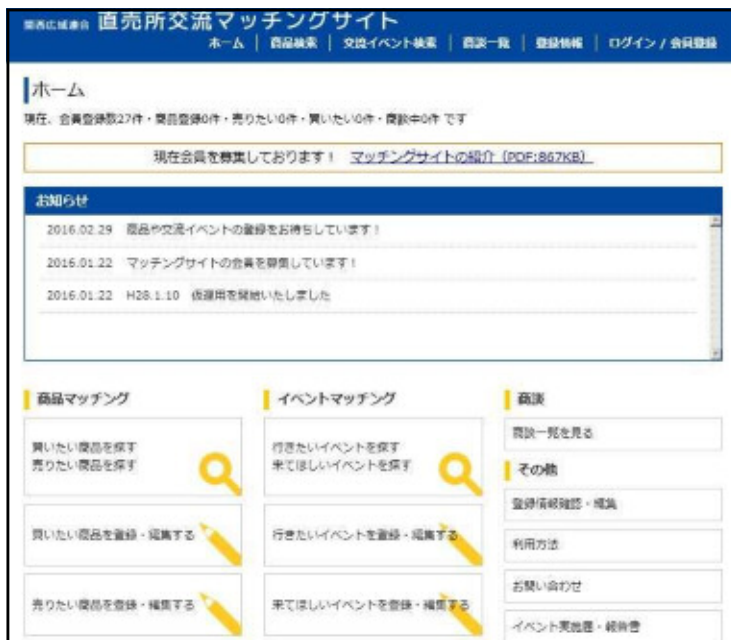 関西広域連合 直売所交流マッチングサイト
ホーム | 商品検索 | 交流イベント検索 | 商談一覧 | 登録情報 | ログイン / 会員登録
ホーム
現在、会員登録数27件・商品登録0件・売りたい0件・買いたい0件・商談中0件 です
現在会員を募集しております！ マッチングサイトの紹介（PDF:867KB）
お知らせ
2016.02.29 商品や交流イベントの登録をお待ちしています！
2016.01.22 マッチングサイトの会員を募集しています！
2016.01.22 H28.1.10 仮運用を開始いたしました
商品マッチング
買いたい商品を探す
売りたい商品を探す
買いたい商品を登録・編集する
売りたい商品を登録・編集する
イベントマッチング
行きたいイベントを探す
来てほしいイベントを探す
行きたいイベントを登録・編集する
来てほしいイベントを登録・編集する
商談
商談一覧を見る
その他
登録情報確認・編集
利用方法
お問い合わせ
イベント実施歴・報告書